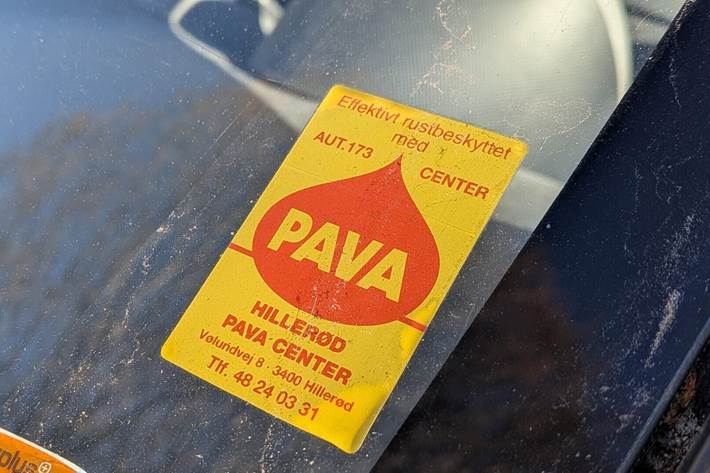 Effektivt rustbeskyttet
med
AUT.173 CENTER
PAVA
HILLERØD
PAVA CENTER
Vølundvej 8 · 3400 Hillerød
Tlf. 48 24 03 31
plus+